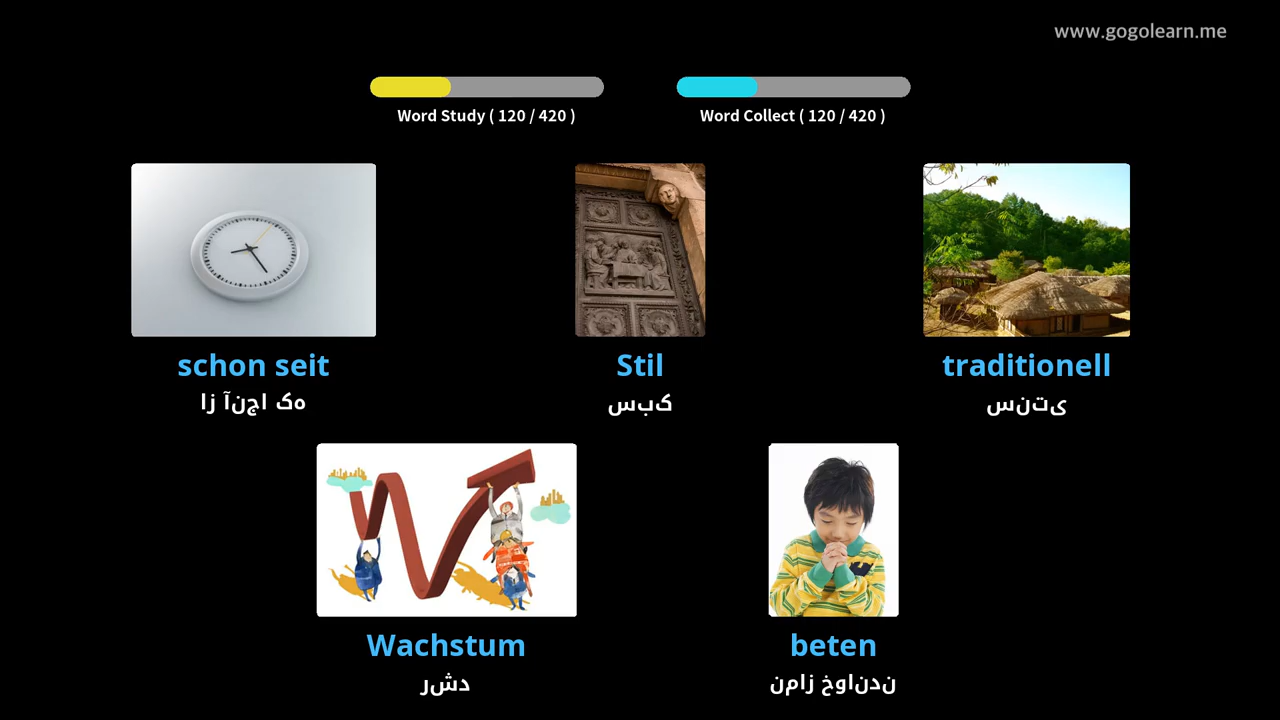 www.gogolearn.me
Word Study ( 120 / 420 )
Word Collect ( 120 / 420 )
schon seit
Stil
traditionell
از آنجا که
سبک
سنتی
Wachstum
beten
رشد
نماز خواندن